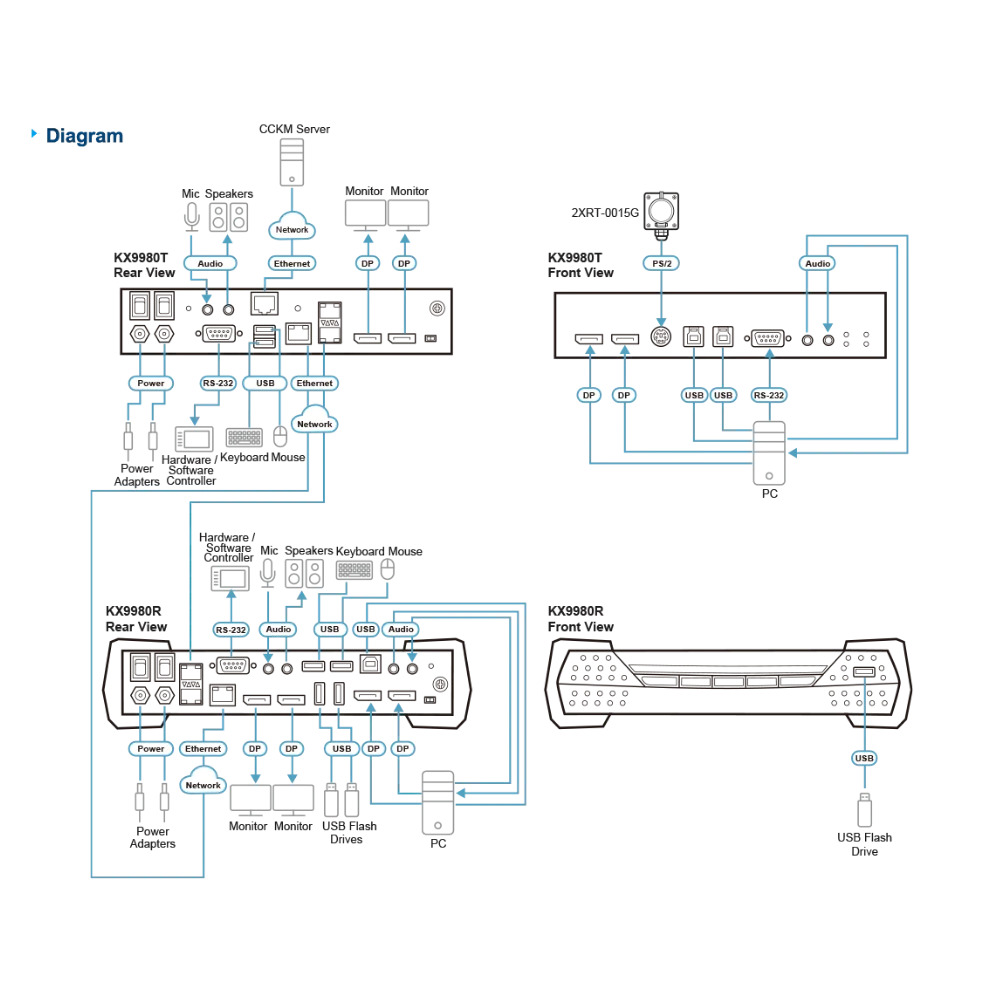 Diagram
CCKM Server
Mic Speakers
Monitor Monitor
Network
KX9980T
Rear View
Audio
Ethernet
DP
DP
Power
RS-232
USB
Ethernet
Network
Power
Adapters
Hardware /
Software
Controller
Keyboard Mouse
2XRT-0015G
KX9980T
Front View
PS/2
Audio
DP
DP
USB
USB
RS-232
PC
Hardware /
Software
Controller
Mic Speakers Keyboard Mouse
KX9980R
Rear View
RS-232
Audio
USB
USB
Audio
Power
Ethernet
DP
DP
USB
DP
DP
Network
Power
Adapters
Monitor Monitor
USB Flash
Drives
PC
KX9980R
Front View
USB
USB Flash
Drive